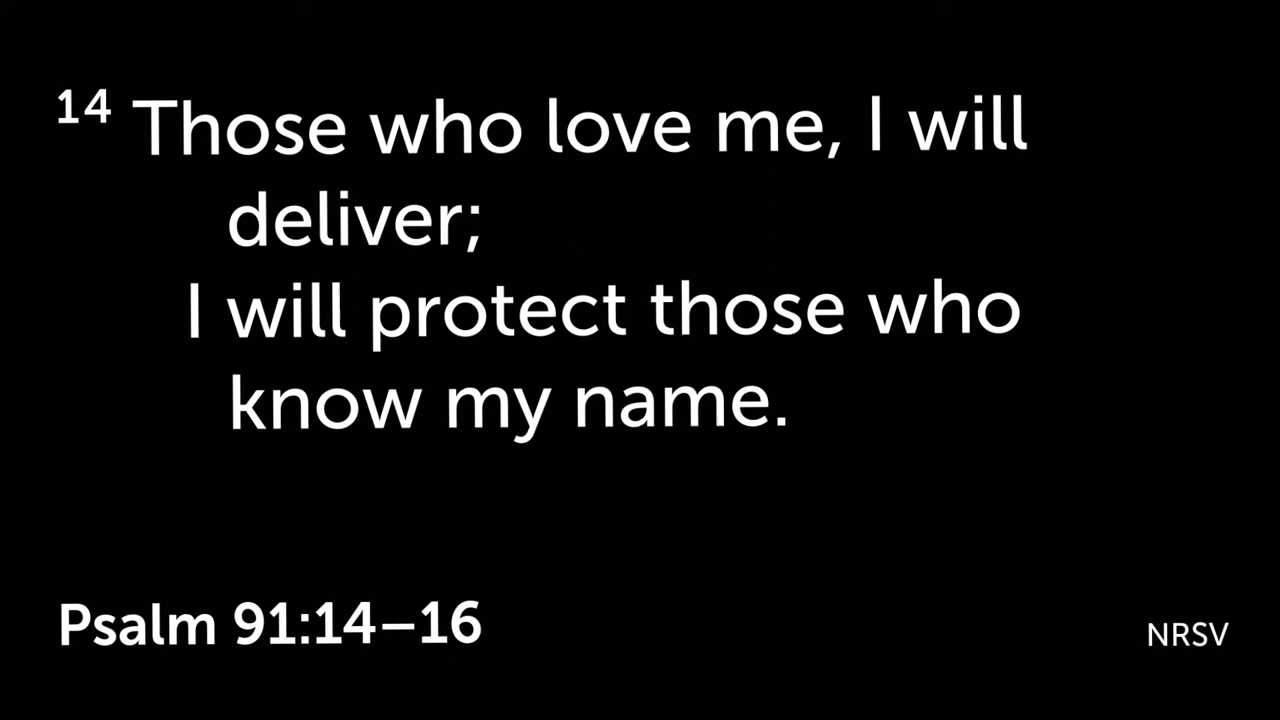 14 Those who love me, I will
deliver;
I will protect those who
know my name.
Psalm 91:14–16
NRSV